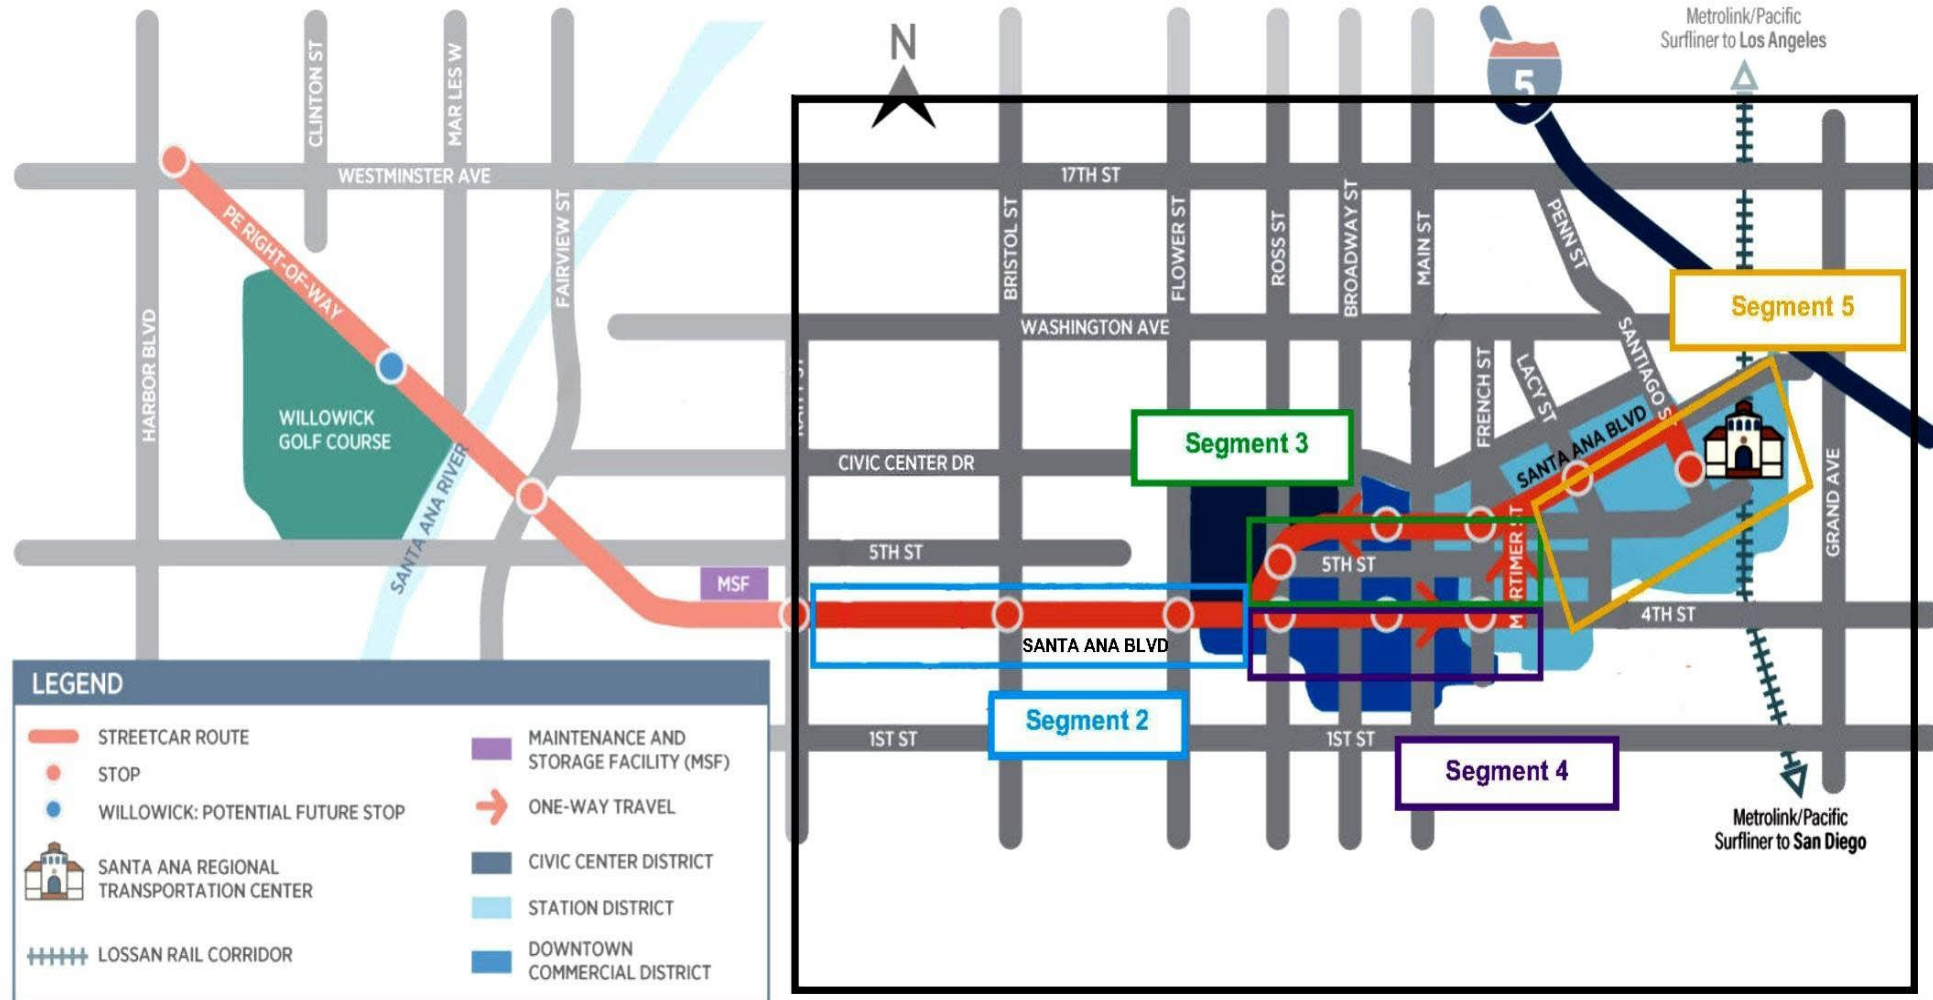 Metrolink/Pacific
Surfliner to Los Angeles
N
5
CLINTON ST
MAR LES W
WESTMINSTER AVE
17TH ST
PE RIGHT-OF-WAY
HARBOR BLVD
FAIRVIEW ST
BRISTOL ST
FLOWER ST
ROSS ST
BROADWAY ST
MAIN ST
PENN ST
Segment 5
WASHINGTON AVE
FRENCH ST
LACY ST
SANTIAGO S
WILLOWICK
GOLF COURSE
SANTA ANA RIVER
CIVIC CENTER DR
Segment 3
SANTA ANA BLVD
GRAND AVE
5TH ST
5TH ST
MSF
RTIMER ST
4TH ST
SANTA ANA BLVD
Segment 2
1ST ST
1ST ST
Segment 4
Metrolink/Pacific
Surfliner to San Diego
LEGEND
STREETCAR ROUTE
STOP
WILLOWICK: POTENTIAL FUTURE STOP
SANTA ANA REGIONAL
TRANSPORTATION CENTER
LOSSAN RAIL CORRIDOR
MAINTENANCE AND
STORAGE FACILITY (MSF)
ONE-WAY TRAVEL
CIVIC CENTER DISTRICT
STATION DISTRICT
DOWNTOWN
COMMERCIAL DISTRICT